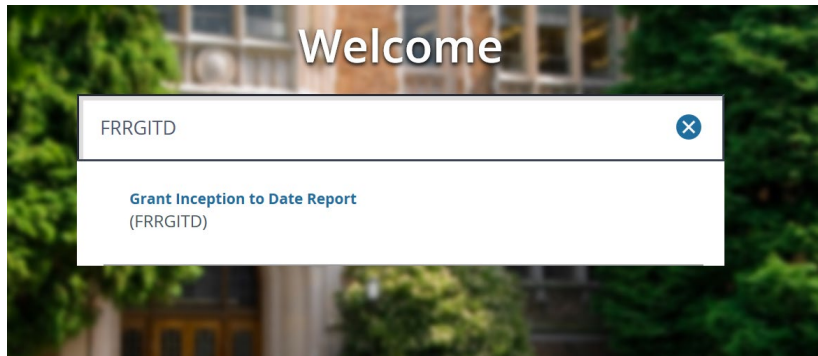 Welcome
FRRGITD
Grant Inception to Date Report
(FRRGITD)